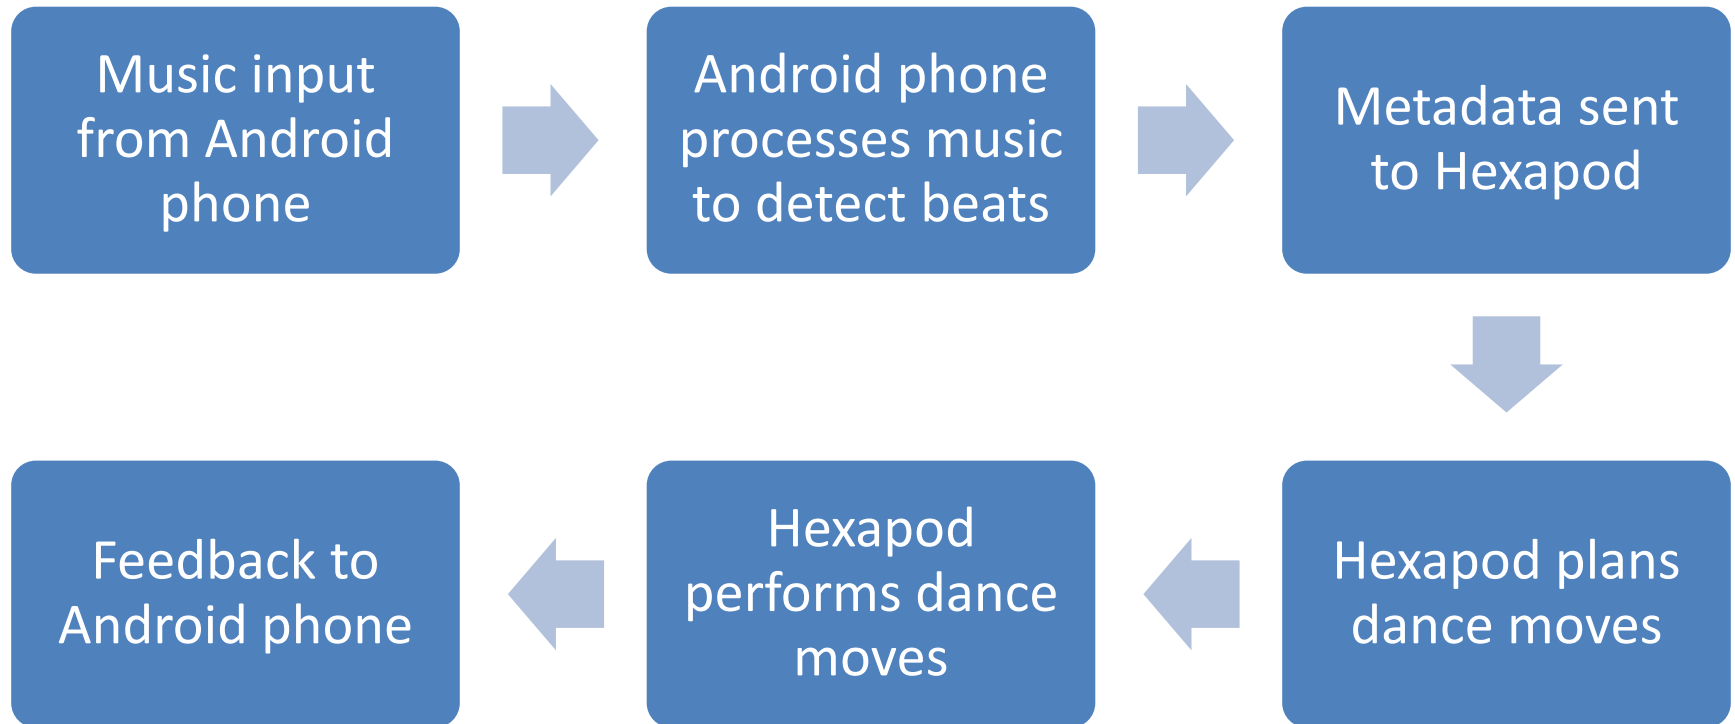 Music input
from Android
phone
Android phone
processes music
to detect beats
Metadata sent
to Hexapod
Hexapod plans
dance moves
Hexapod
performs dance
moves
Feedback to
Android phone